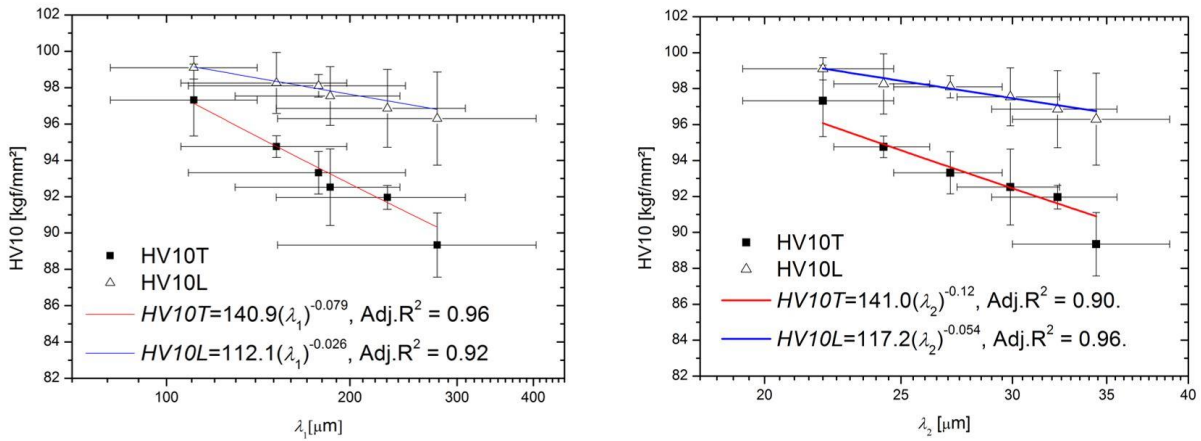 102
100
98
96
94
92
90
88
86
84
82
HV10 [kgf/mm²]
HV10T
HV10L
HV10T=140.9(λ₁)^-0.079, Adj.R² = 0.96
HV10L=112.1(λ₁)^-0.026, Adj.R² = 0.92
100 200 300 400
λ₁[μm]
102
100
98
96
94
92
90
88
86
84
82
HV10 [kgf/mm²]
HV10T
HV10L
HV10T=141.0(λ₂)^-0.12, Adj.R² = 0.90.
HV10L=117.2(λ₂)^-0.054, Adj.R² = 0.96.
20 25 30 35 40
λ₂ [μm]